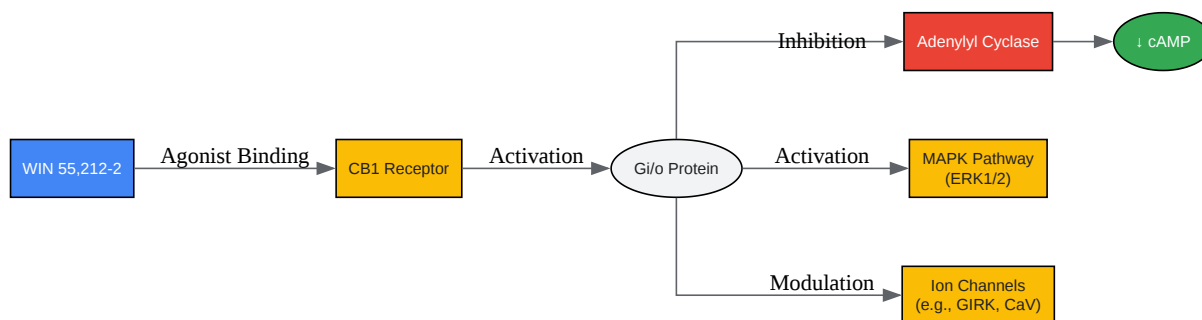 Inhibition
Adenylyl Cyclase
↓ cAMP
WIN 55,212-2
Agonist Binding
CB1 Receptor
Activation
Gi/o Protein
Activation
MAPK Pathway
(ERK1/2)
Modulation
Ion Channels
(e.g., GIRK, CaV)